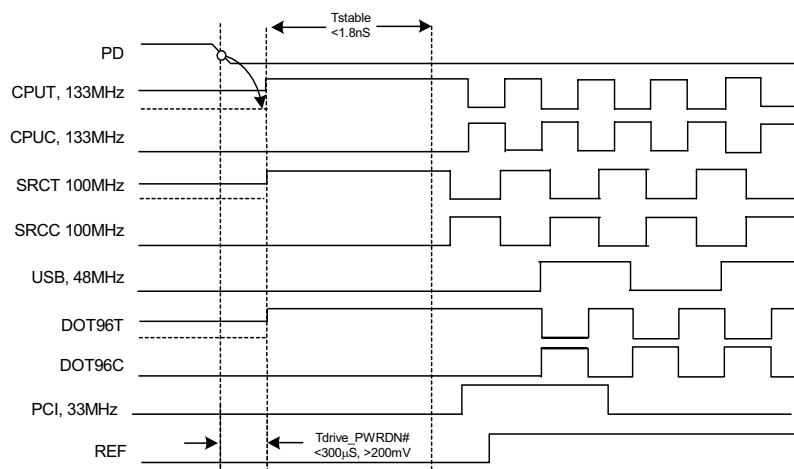 Tstable
<1.8nS
PD
CPUT, 133MHz
CPUC, 133MHz
SRCT 100MHz
SRCC 100MHz
USB, 48MHz
DOT96T
DOT96C
PCI, 33MHz
Tdrive_PWRDN#
<300µS, >200mV
REF